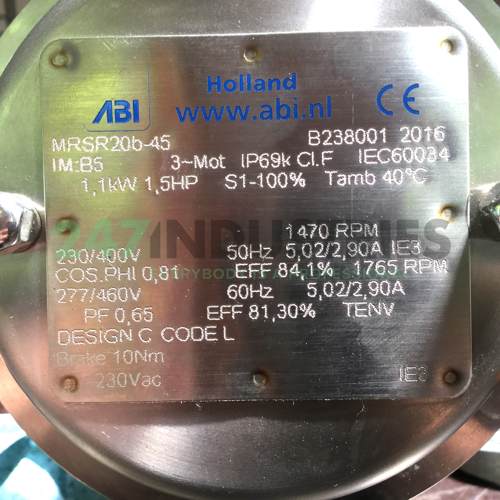 ABI Holland CE
www.abi.nl
MRSR20b-45 B238001 2016
IM:B5 3~Mot IP69k Cl.F IEC60034
1,1kW 1,5HP S1-100% Tamb 40°C
1470 RPM
247 INDUSTRIES
230/400V 50Hz 5,02/2,90A IE3
COS.PHI 0,81 EFF 84,1% 1765 RPM
277/460V 60Hz 5,02/2,90A
PF 0,65 EFF 81,30% TENV
DESIGN C CODE L
Brake 10Nm
230Vac IE3